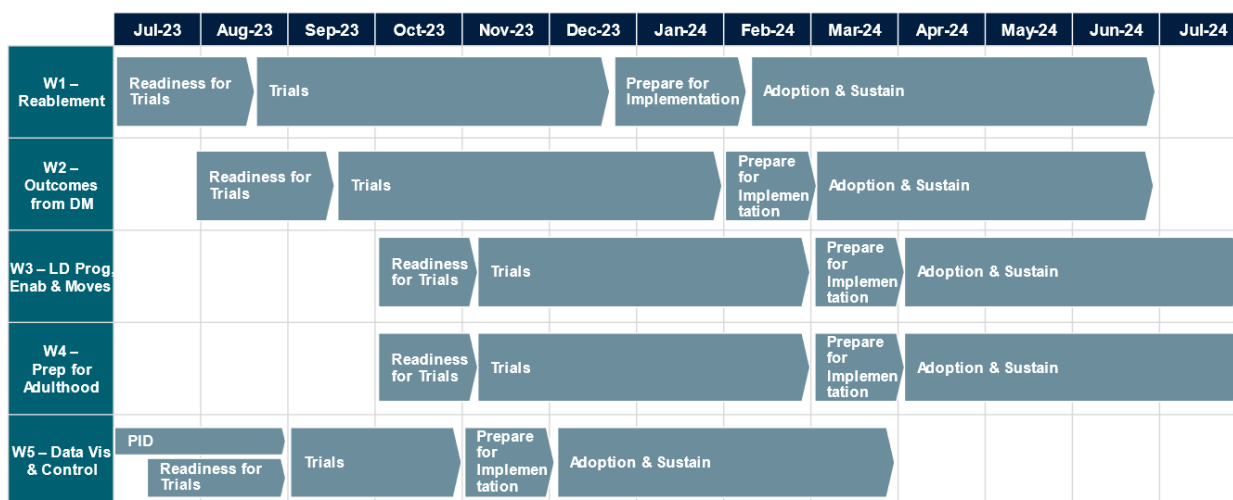 Jul-23 Aug-23 Sep-23 Oct-23 Nov-23 Dec-23 Jan-24 Feb-24 Mar-24 Apr-24 May-24 Jun-24 Jul-24
W1 –
Reablement
Readiness for
Trials
Trials
Prepare for
Implementation
Adoption & Sustain
W2 –
Outcomes
from DM
Readiness for
Trials
Trials
Prepare
for
Implemen
tation
Adoption & Sustain
W3 – LD Prog,
Enab & Moves
Readiness
for Trials
Trials
Prepare
for
Implemen
tation
Adoption & Sustain
W4 –
Prep for
Adulthood
Readiness
for Trials
Trials
Prepare
for
Implemen
tation
Adoption & Sustain
W5 – Data Vis
& Control
PID
Readiness for
Trials
Trials
Prepare
for
Implemen
tation
Adoption & Sustain